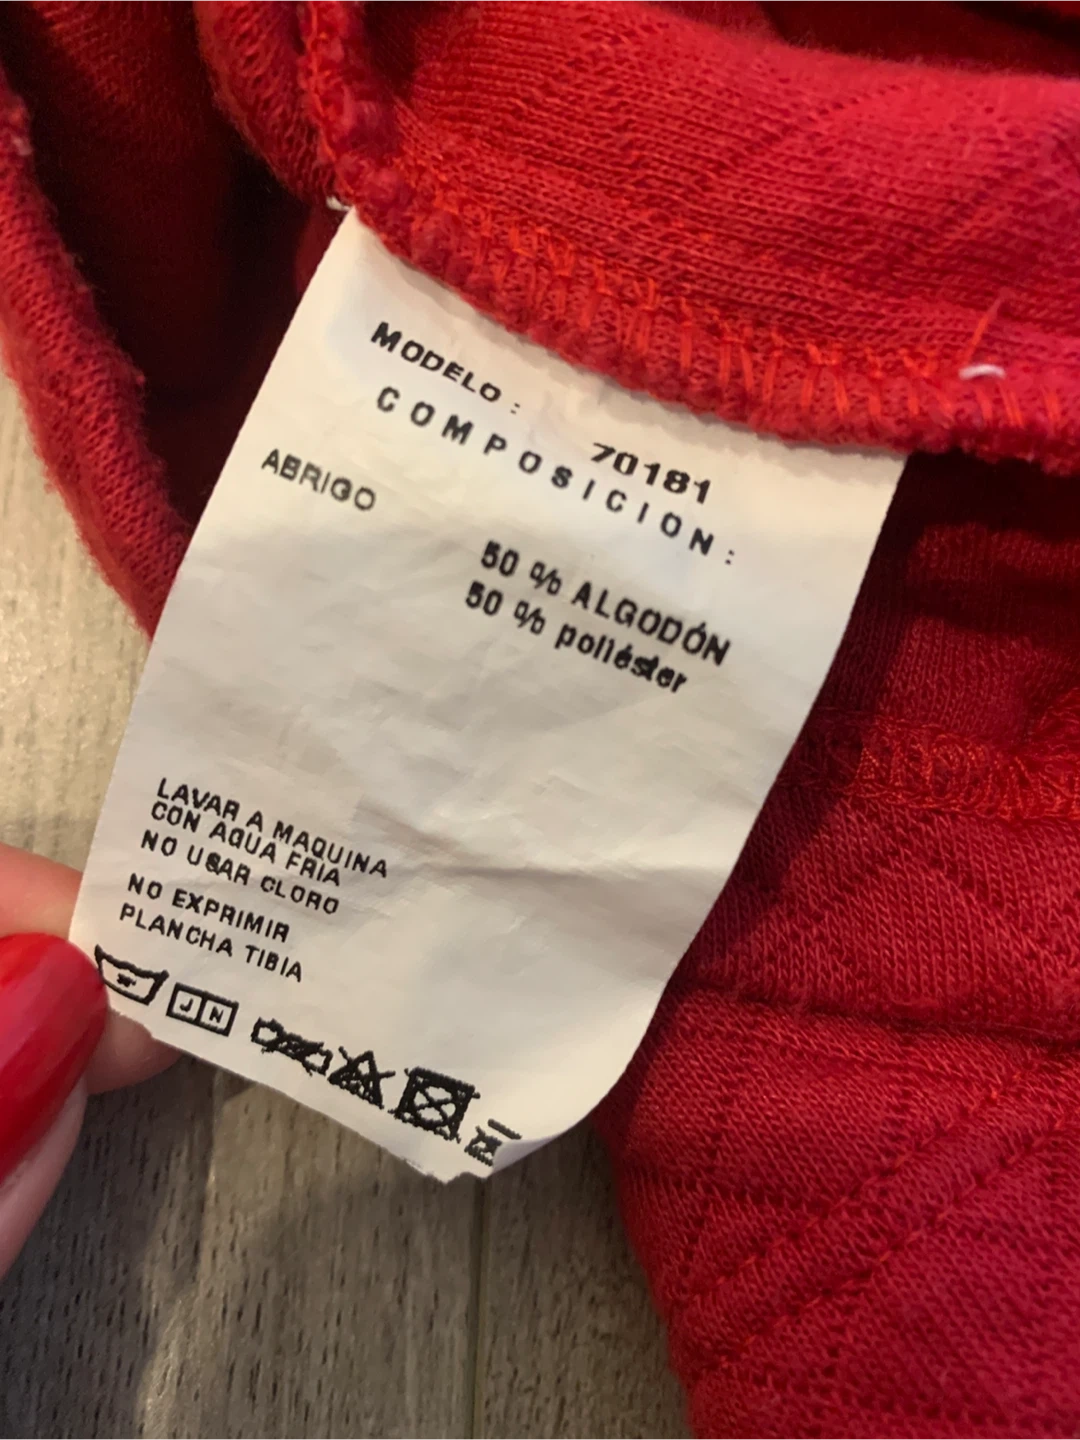 MODELO :
70181
COMPOSICIÓN :
ABRIGO
50 % ALGODÓN
50 % poliéster
LAVAR A MAQUINA
CON AGUA FRIA
NO USAR CLORO
NO EXPRIMIR
PLANCHA TIBIA
J N